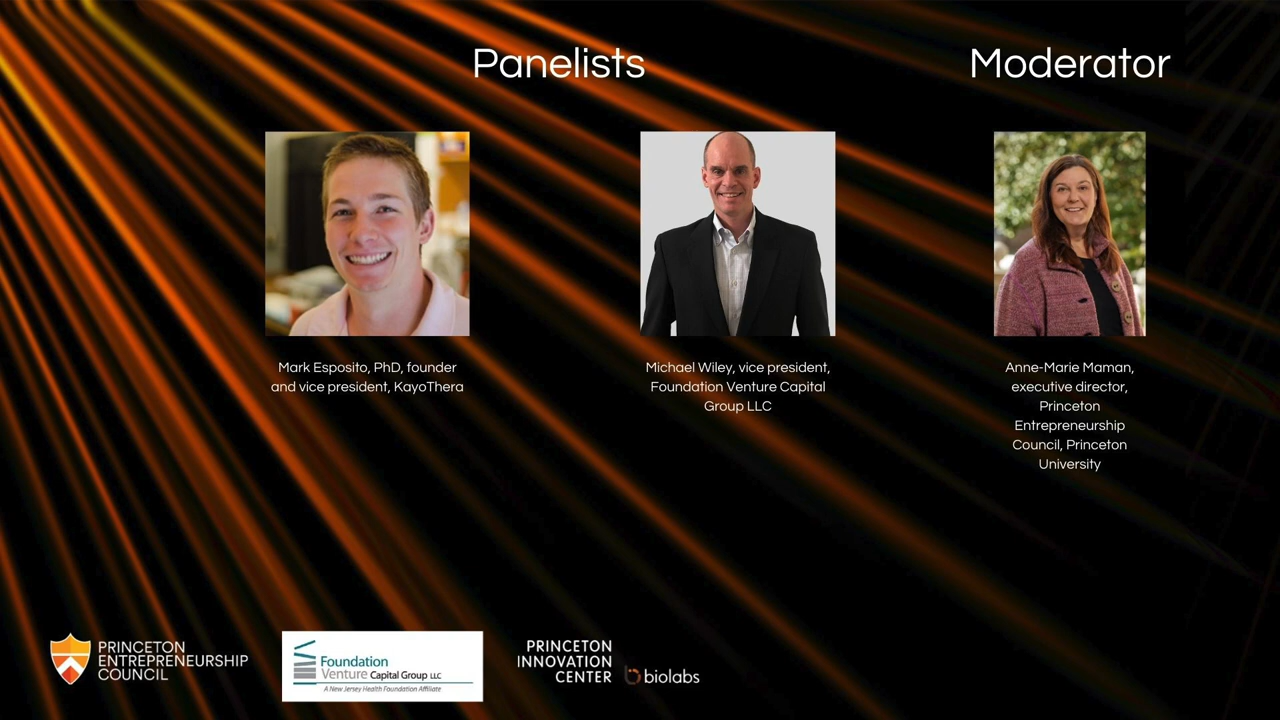 Panelists
Moderator
Mark Esposito, PhD, founder
and vice president, KayoThera
Michael Wiley, vice president,
Foundation Venture Capital
Group LLC
Anne-Marie Maman,
executive director,
Princeton
Entrepreneurship
Council, Princeton
University
PRINCETON
ENTREPRENEURSHIP
COUNCIL
Foundation
Venture Capital Group LLC
A New Jersey Health Foundation Affiliate
PRINCETON
INNOVATION
CENTER
biolabs